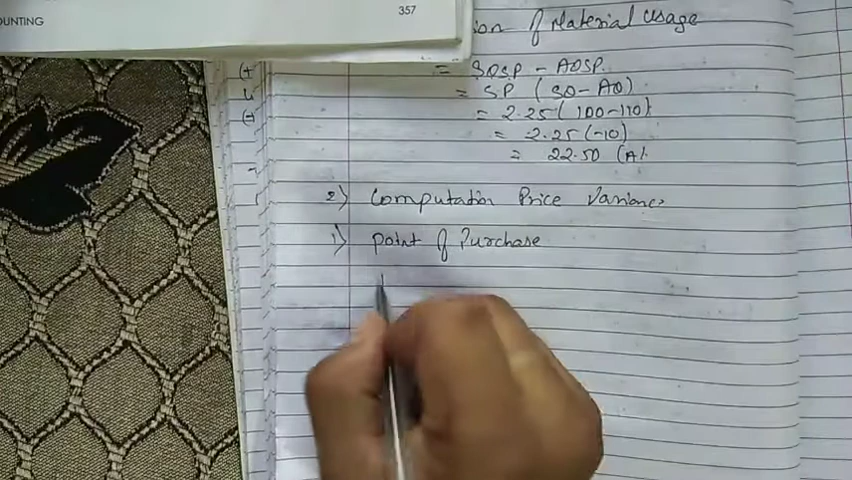 OUNTING
357
ion of Material Usage
= SQSP - AQSP.
= SP ( SQ - AQ)
= 2.25 ( 100-110)
= 2.25 (-10)
= 22.50 (A)
2) Computation Price Variance
1) point of Purchase